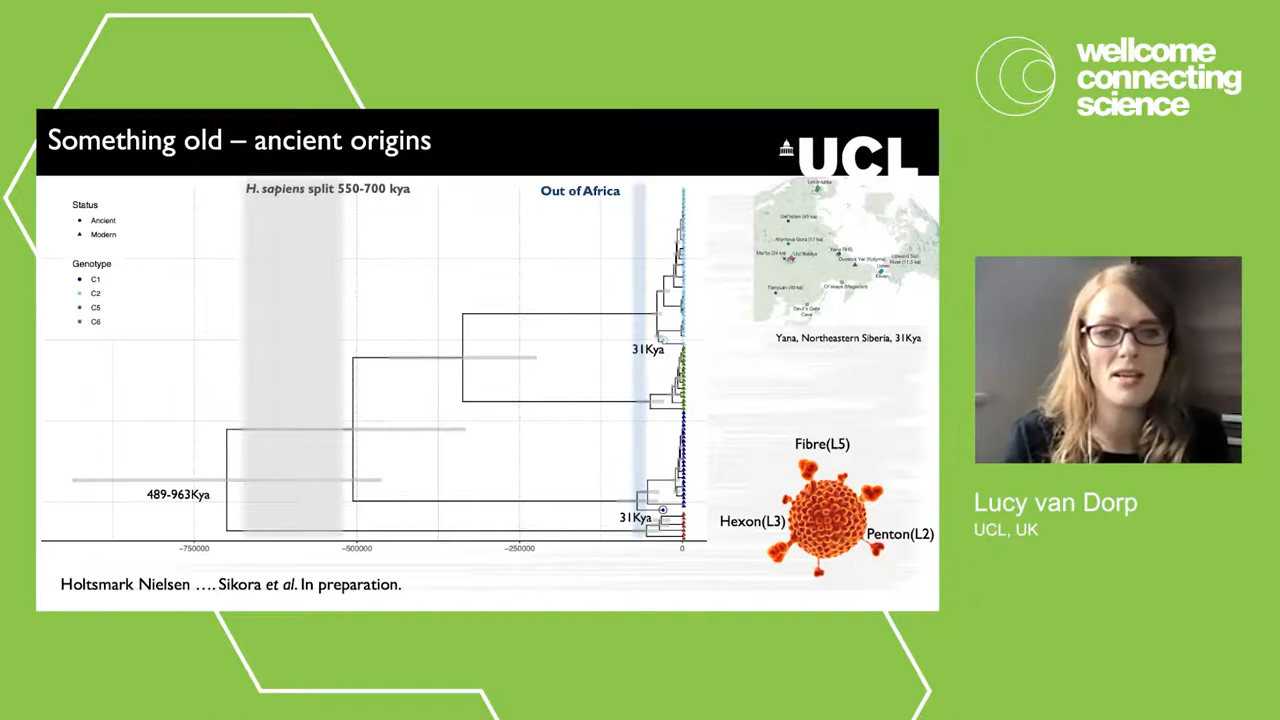 wellcome
connecting
science
Something old – ancient origins
UCL
H. sapiens split 550-700 kya
Out of Africa
Status
Ancient
Modern
Genotype
C1
C2
C5
C6
31Kya
489-963Kya
31Kya
−750000
−500000
−250000
0
Yana, Northeastern Siberia, 31Kya
Fibre(L5)
Hexon(L3)
Penton(L2)
Holtsmark Nielsen …. Sikora et al. In preparation.
Lucy van Dorp
UCL, UK